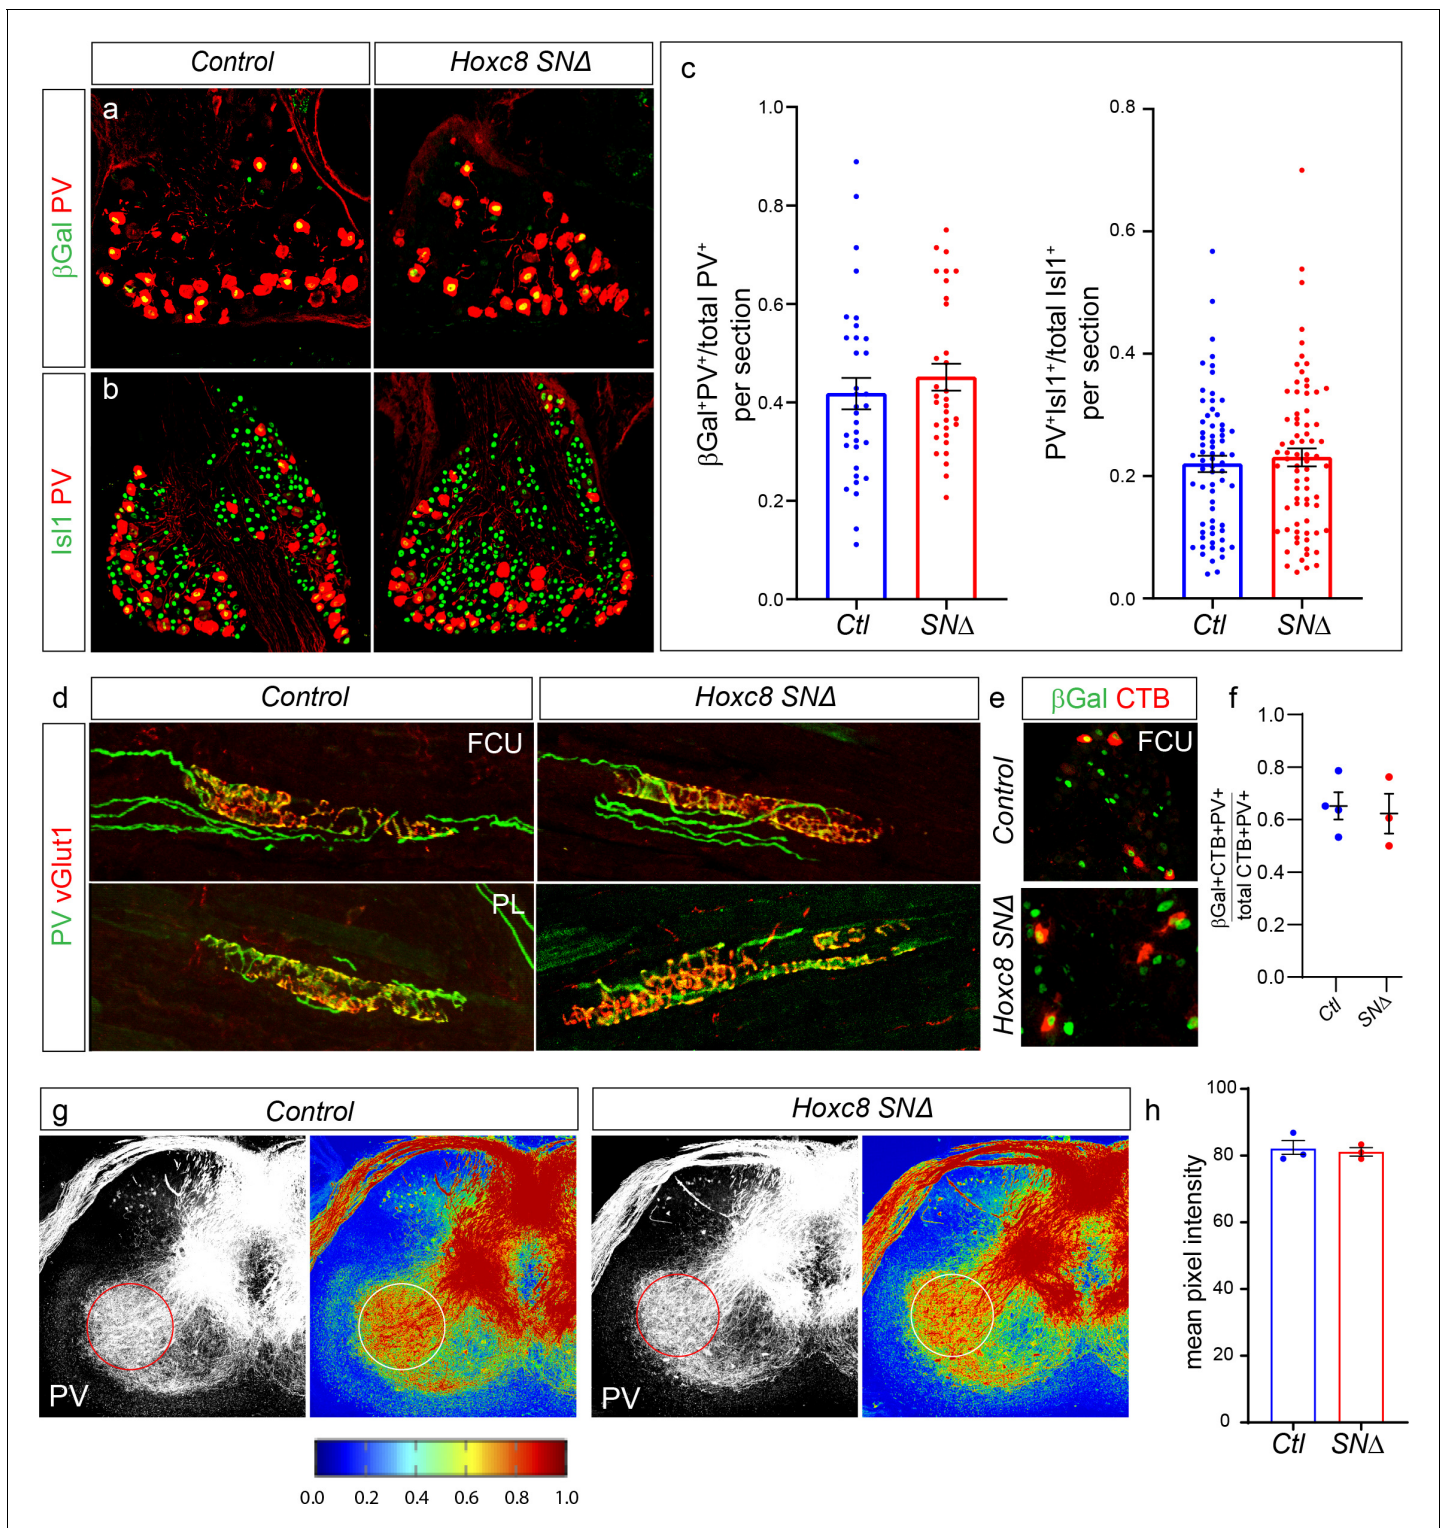 Control
Hoxc8 SNΔ
a
βGal PV
b
Isl1 PV
c
1.0
0.8
0.6
0.4
0.2
0.0
βGal⁺PV⁺/total PV⁺
per section
Ctl
SNΔ
0.8
0.6
0.4
0.2
0.0
PV⁺Isl1⁺/total Isl1⁺
per section
Ctl
SNΔ
d
Control
Hoxc8 SNΔ
PV vGlut1
FCU
PL
e
βGal CTB
FCU
Control
Hoxc8 SNΔ
f
1.0
0.8
0.6
0.4
0.2
0.0
βGal+CTB+PV+
total CTB+PV+
Ctl
SNΔ
g
Control
Hoxc8 SNΔ
PV
PV
0.0 0.2 0.4 0.6 0.8 1.0
h
100
80
60
40
20
0
mean pixel intensity
Ctl
SNΔ